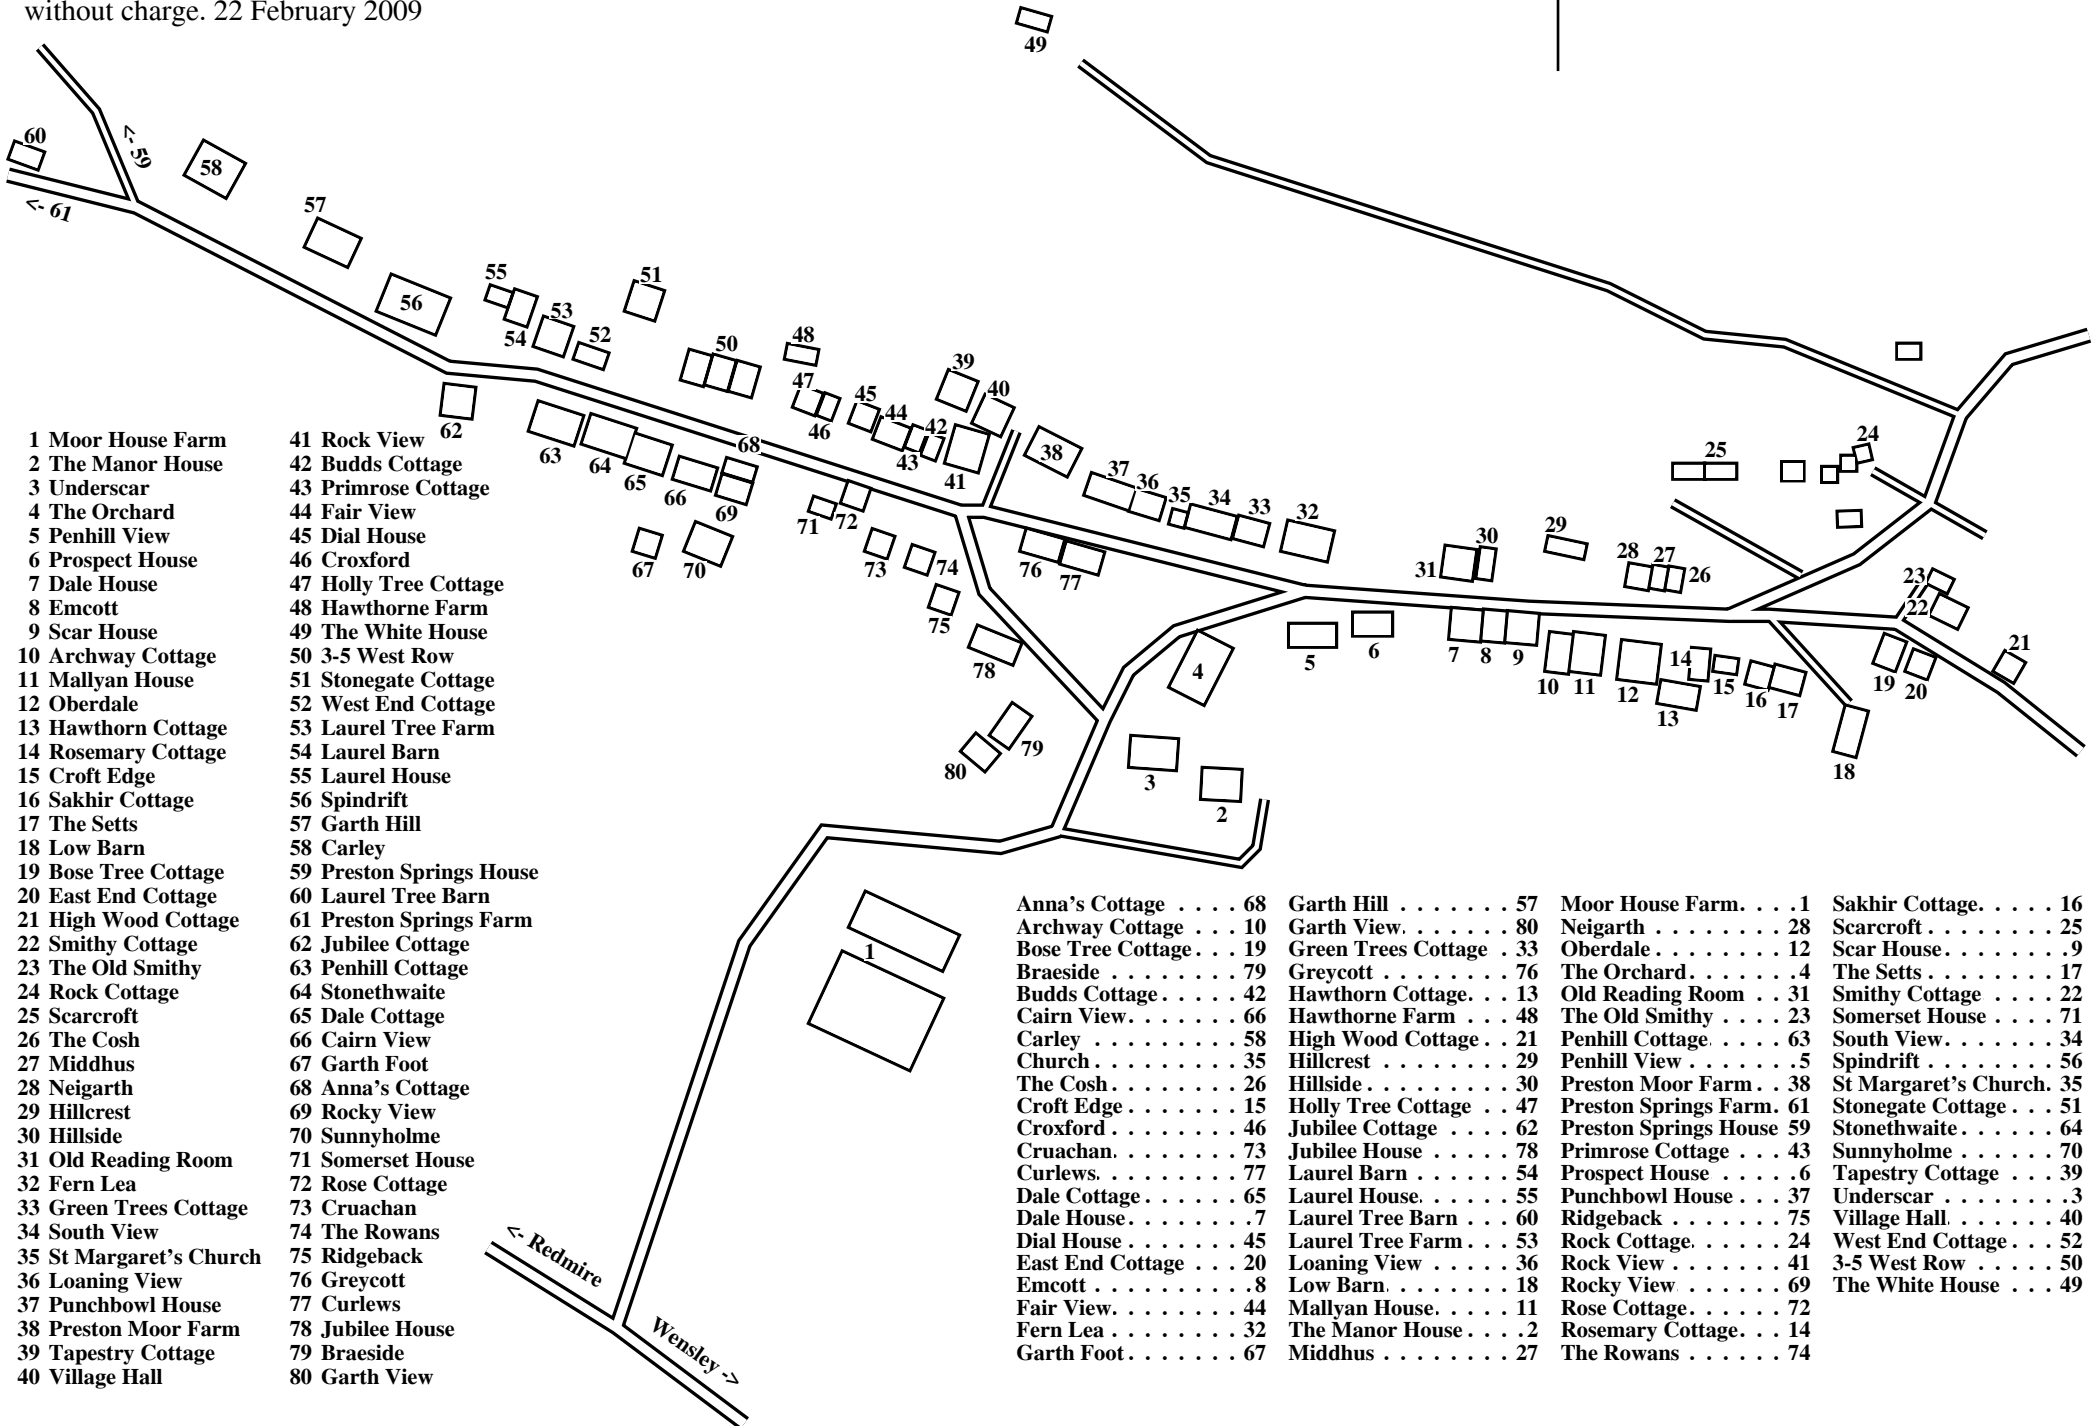 without charge. 22 February 2009
49
60
<- 59
58
<- 61
57
55
51
56
54
53
52
50
48
47
46
45
44
43
42
39
40
41
38
37
36
35
34
33
32
31
30
29
28
27
26
25
24
23
22
21
62
63
64
65
66
68
69
67
70
71
72
73
74
75
76
77
78
79
80
5
6
7
8
9
10
11
12
13
14
15
16
17
18
19
20
4
3
2
1
<- Redmire
Wensley ->
1 Moor House Farm
2 The Manor House
3 Underscar
4 The Orchard
5 Penhill View
6 Prospect House
7 Dale House
8 Emcott
9 Scar House
10 Archway Cottage
11 Mallyan House
12 Oberdale
13 Hawthorn Cottage
14 Rosemary Cottage
15 Croft Edge
16 Sakhir Cottage
17 The Setts
18 Low Barn
19 Bose Tree Cottage
20 East End Cottage
21 High Wood Cottage
22 Smithy Cottage
23 The Old Smithy
24 Rock Cottage
25 Scarcroft
26 The Cosh
27 Middhus
28 Neigarth
29 Hillcrest
30 Hillside
31 Old Reading Room
32 Fern Lea
33 Green Trees Cottage
34 South View
35 St Margaret's Church
36 Loaning View
37 Punchbowl House
38 Preston Moor Farm
39 Tapestry Cottage
40 Village Hall
41 Rock View
42 Budds Cottage
43 Primrose Cottage
44 Fair View
45 Dial House
46 Croxford
47 Holly Tree Cottage
48 Hawthorne Farm
49 The White House
50 3-5 West Row
51 Stonegate Cottage
52 West End Cottage
53 Laurel Tree Farm
54 Laurel Barn
55 Laurel House
56 Spindrift
57 Garth Hill
58 Carley
59 Preston Springs House
60 Laurel Tree Barn
61 Preston Springs Farm
62 Jubilee Cottage
63 Penhill Cottage
64 Stonethwaite
65 Dale Cottage
66 Cairn View
67 Garth Foot
68 Anna's Cottage
69 Rocky View
70 Sunnyholme
71 Somerset House
72 Rose Cottage
73 Cruachan
74 The Rowans
75 Ridgeback
76 Greycott
77 Curlews
78 Jubilee House
79 Braeside
80 Garth View
Anna's Cottage . . . . 68
Archway Cottage . . . 10
Bose Tree Cottage . . . 19
Braeside . . . . . . . . 79
Budds Cottage . . . . . 42
Cairn View. . . . . . . 66
Carley . . . . . . . . . 58
Church . . . . . . . . . 35
The Cosh . . . . . . . . 26
Croft Edge . . . . . . . 15
Croxford . . . . . . . . 46
Cruachan. . . . . . . . 73
Curlews. . . . . . . . . 77
Dale Cottage . . . . . . 65
Dale House . . . . . . . .7
Dial House . . . . . . . 45
East End Cottage . . . 20
Emcott . . . . . . . . . .8
Fair View. . . . . . . . 44
Fern Lea . . . . . . . . 32
Garth Foot . . . . . . . 67
Garth Hill . . . . . . . 57
Garth View. . . . . . . 80
Green Trees Cottage . 33
Greycott . . . . . . . . 76
Hawthorn Cottage. . . 13
Hawthorne Farm . . . 48
High Wood Cottage . . 21
Hillcrest . . . . . . . . 29
Hillside . . . . . . . . . 30
Holly Tree Cottage . . 47
Jubilee Cottage . . . . 62
Jubilee House . . . . . 78
Laurel Barn . . . . . . 54
Laurel House. . . . . . 55
Laurel Tree Barn . . . 60
Laurel Tree Farm . . . 53
Loaning View . . . . . 36
Low Barn. . . . . . . . 18
Mallyan House. . . . . 11
The Manor House . . . .2
Middhus . . . . . . . . 27
Moor House Farm. . . .1
Neigarth . . . . . . . . 28
Oberdale . . . . . . . . 12
The Orchard. . . . . . .4
Old Reading Room . . 31
The Old Smithy . . . . 23
Penhill Cottage. . . . . 63
Penhill View . . . . . . .5
Preston Moor Farm . . 38
Preston Springs Farm. 61
Preston Springs House 59
Primrose Cottage . . . 43
Prospect House . . . . .6
Punchbowl House . . . 37
Ridgeback . . . . . . . 75
Rock Cottage. . . . . . 24
Rock View . . . . . . . 41
Rocky View . . . . . . . 69
Rose Cottage. . . . . . 72
Rosemary Cottage. . . 14
The Rowans . . . . . . 74
Sakhir Cottage. . . . . 16
Scarcroft . . . . . . . . 25
Scar House. . . . . . . .9
The Setts . . . . . . . . 17
Smithy Cottage . . . . 22
Somerset House . . . . 71
South View. . . . . . . 34
Spindrift . . . . . . . . 56
St Margaret's Church. 35
Stonegate Cottage . . . 51
Stonethwaite . . . . . . 64
Sunnyholme . . . . . . 70
Tapestry Cottage . . . 39
Underscar . . . . . . . .3
Village Hall. . . . . . . 40
West End Cottage . . . 52
3-5 West Row . . . . . 50
The White House . . . 49